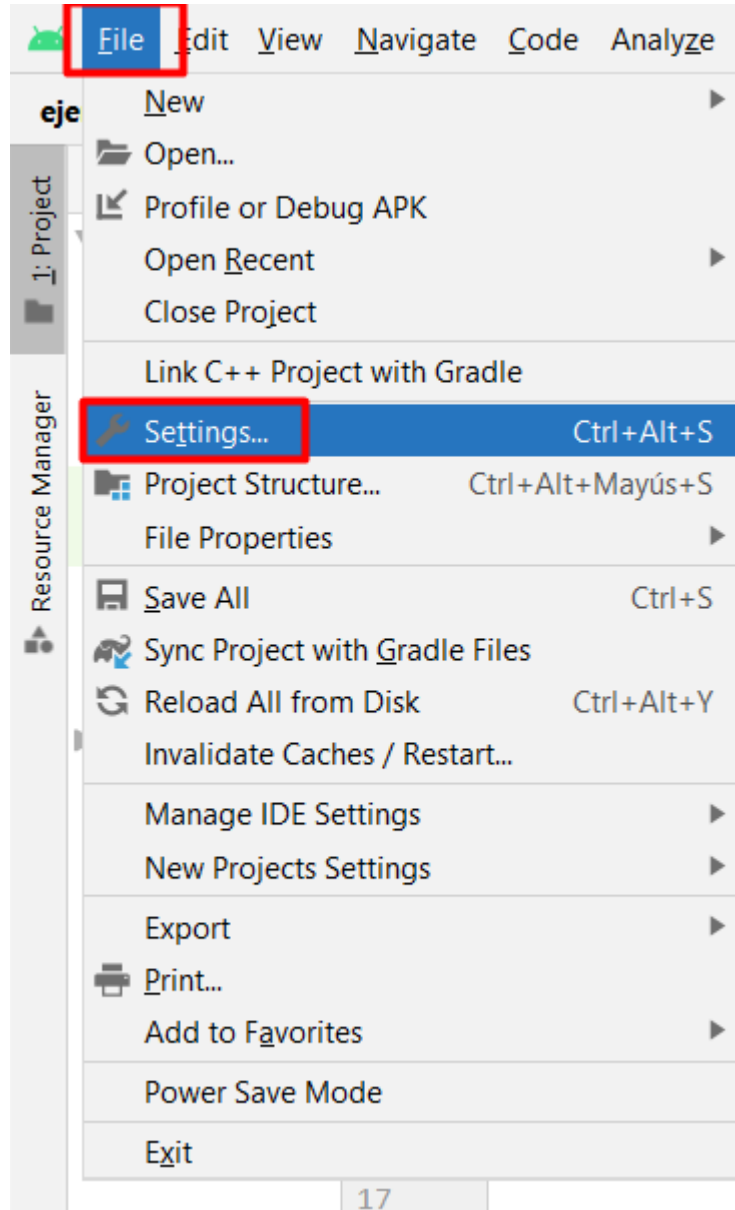 File Edit View Navigate Code Analyze
eje
1: Project
Resource Manager
New
Open...
Profile or Debug APK
Open Recent
Close Project
Link C++ Project with Gradle
Settings... Ctrl+Alt+S
Project Structure... Ctrl+Alt+Mayús+S
File Properties
Save All Ctrl+S
Sync Project with Gradle Files
Reload All from Disk Ctrl+Alt+Y
Invalidate Caches / Restart...
Manage IDE Settings
New Projects Settings
Export
Print...
Add to Favorites
Power Save Mode
Exit
17